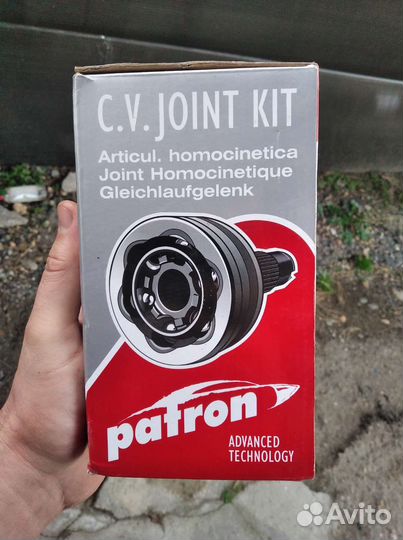 C.V. JOINT KIT
Articul. homocinetica
Joint Homocinetique
Gleichlaufgelenk
patron
ADVANCED
TECHNOLOGY
Avito